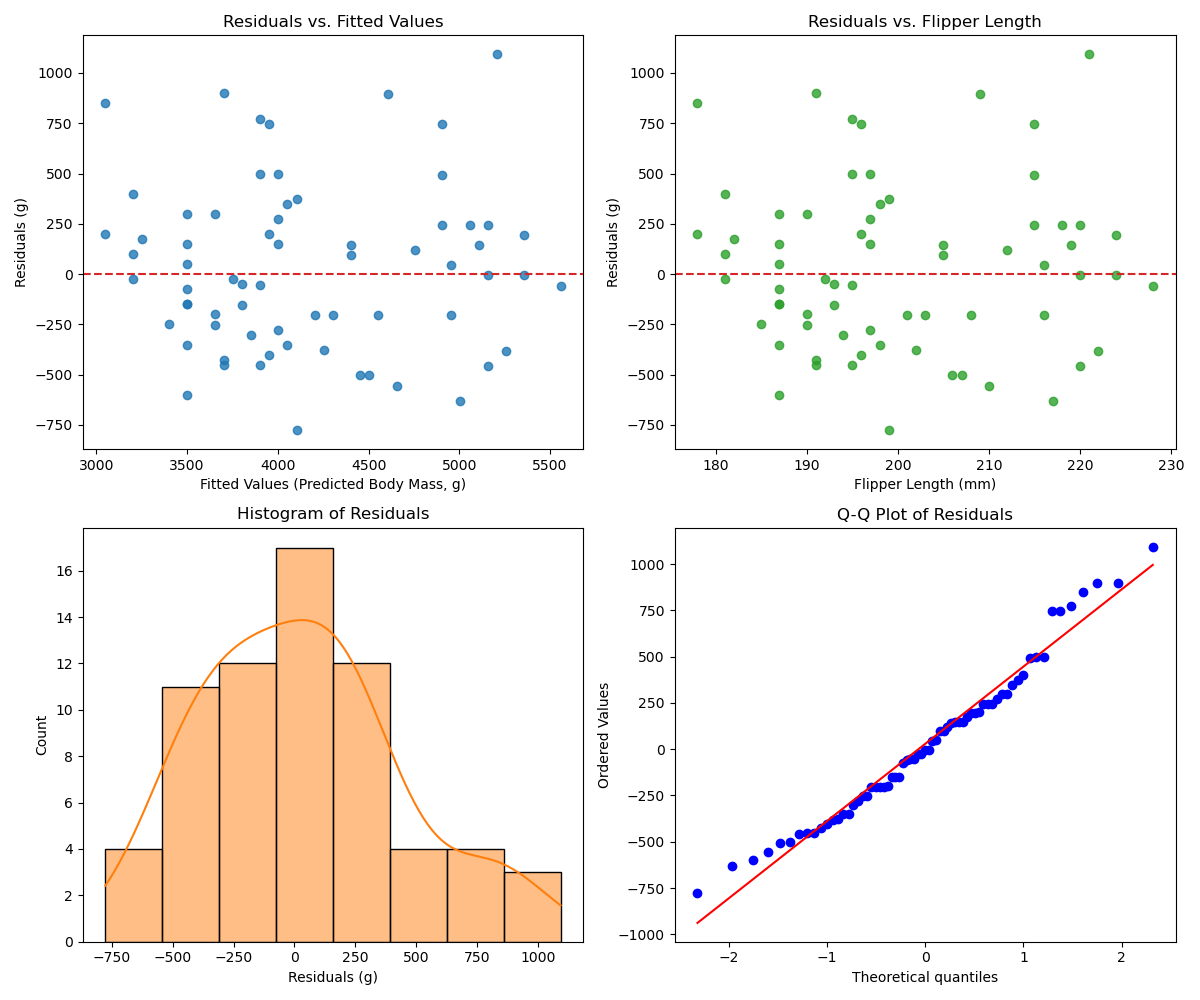 Residuals vs. Fitted Values
1000
750
500
250
0
−250
−500
−750
Residuals (g)
3000 3500 4000 4500 5000 5500
Fitted Values (Predicted Body Mass, g)
Residuals vs. Flipper Length
1000
750
500
250
0
−250
−500
−750
Residuals (g)
180 190 200 210 220 230
Flipper Length (mm)
Histogram of Residuals
16
14
12
10
8
6
4
2
0
Count
−750 −500 −250 0 250 500 750 1000
Residuals (g)
Q-Q Plot of Residuals
1000
750
500
250
0
−250
−500
−750
−1000
Ordered Values
−2 −1 0 1 2
Theoretical quantiles